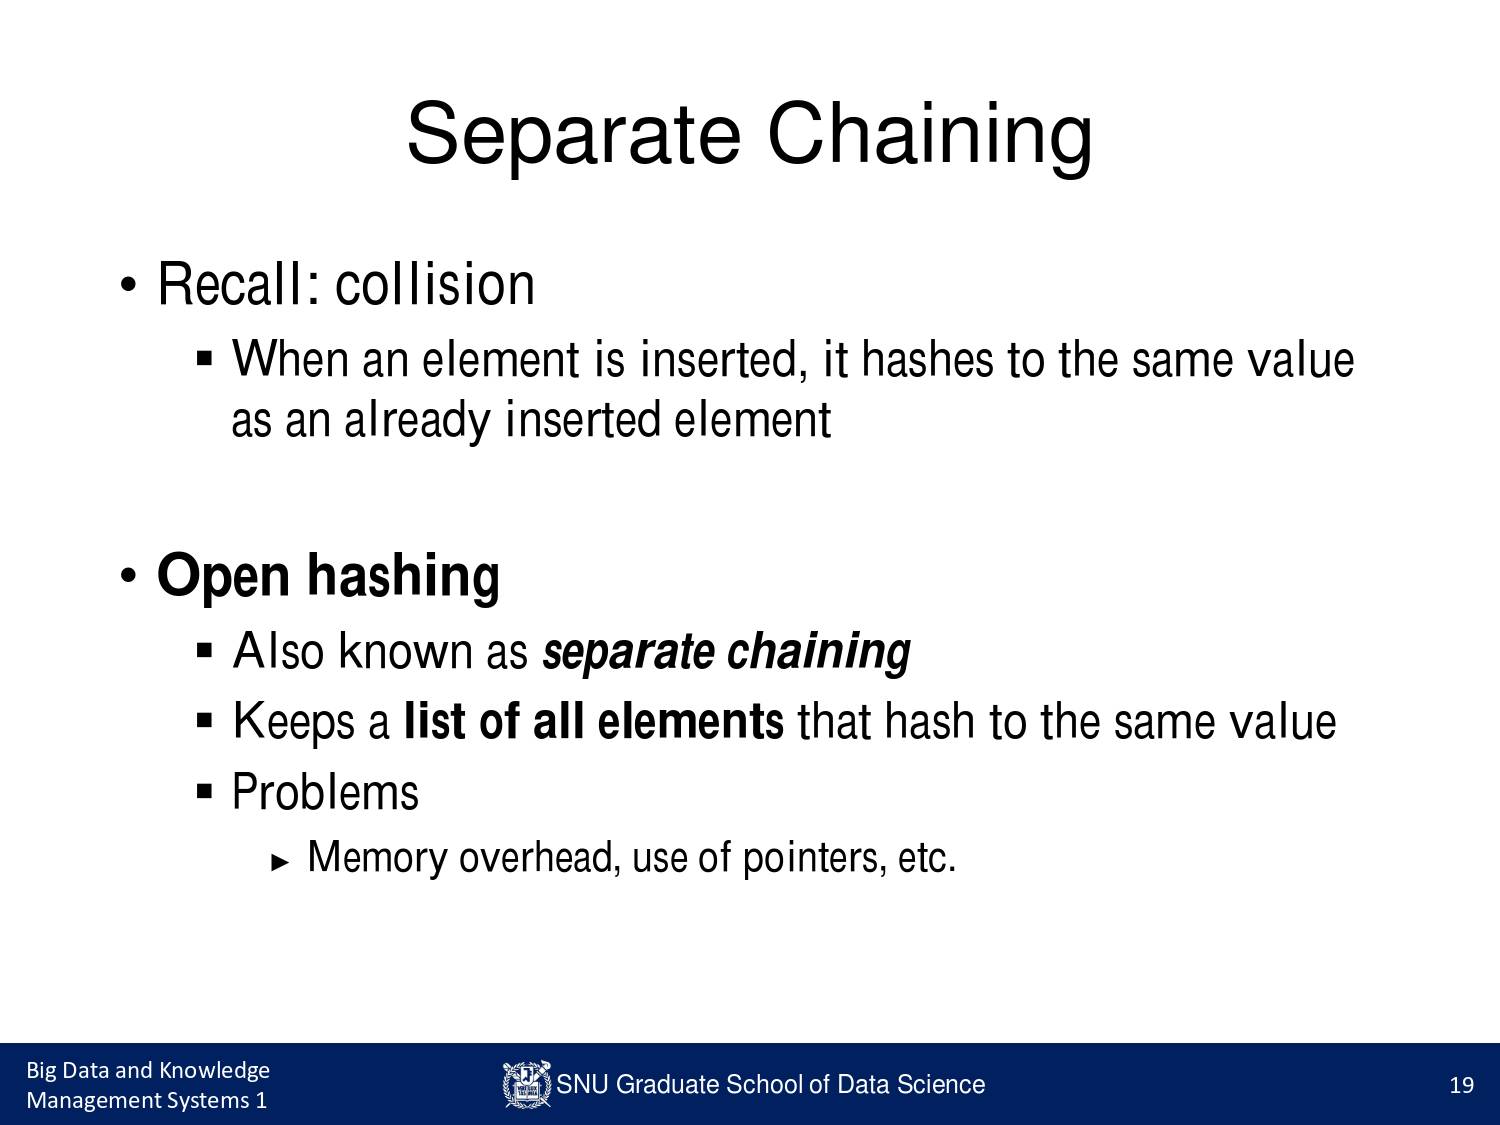 Separate Chaining
• Recall: collision
▪ When an element is inserted, it hashes to the same value
as an already inserted element
• Open hashing
▪ Also known as separate chaining
▪ Keeps a list of all elements that hash to the same value
▪ Problems
► Memory overhead, use of pointers, etc.
Big Data and Knowledge
Management Systems 1
SNU Graduate School of Data Science
19